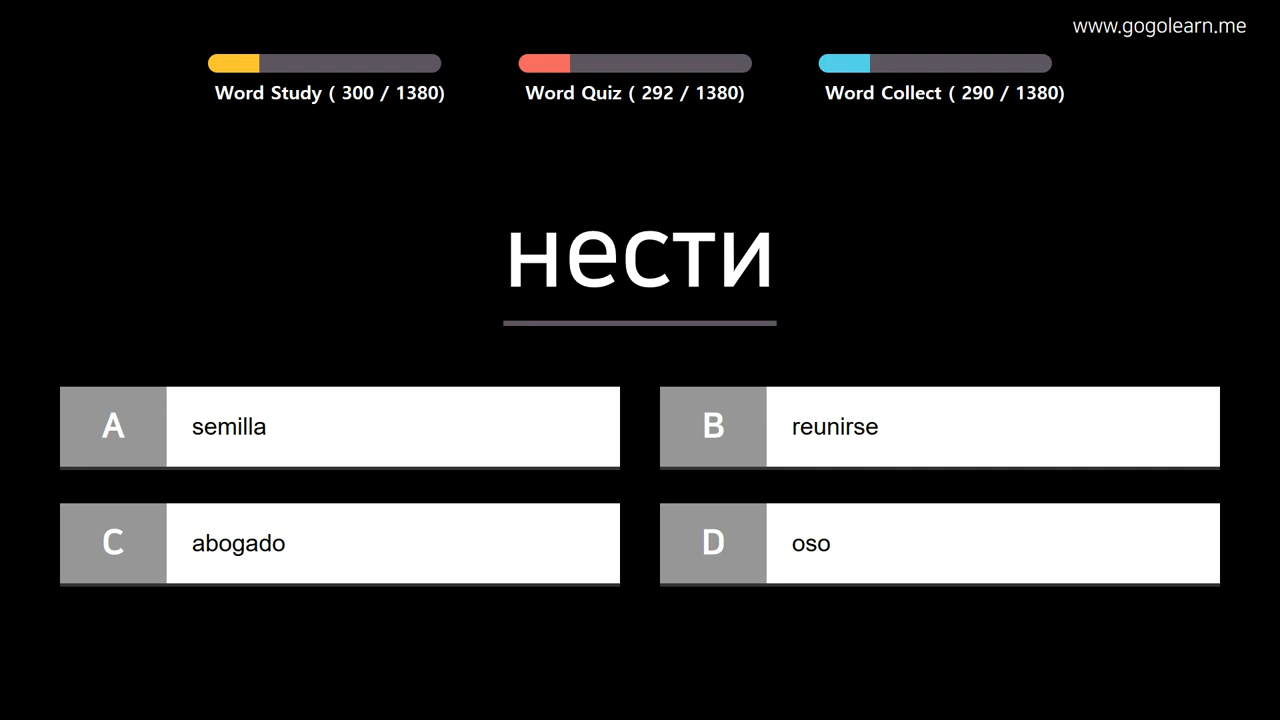 www.gogolearn.me
Word Study ( 300 / 1380)
Word Quiz ( 292 / 1380)
Word Collect ( 290 / 1380)
нести
A semilla
B reunirse
C abogado
D oso